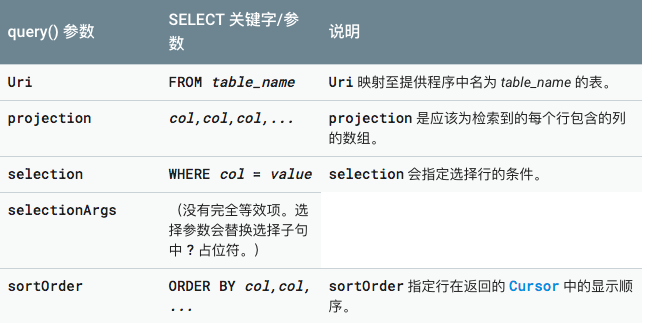 query() 参数 SELECT 关键字/参数 说明
Uri FROM table_name Uri 映射至提供程序中名为 table_name 的表。
projection col,col,col,... projection 是应该为检索到的每个行包含的列的数组。
selection WHERE col = value selection 会指定选择行的条件。
selectionArgs （没有完全等效项。选择参数会替换选择子句中 ? 占位符。）
sortOrder ORDER BY col,col,... sortOrder 指定行在返回的 Cursor 中的显示顺序。